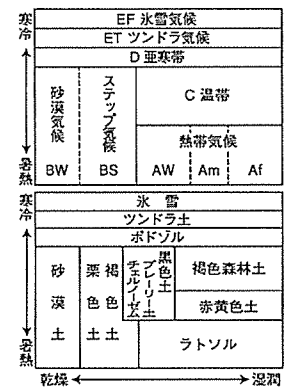 寒冷
暑熱
EF 氷雪気候
ET ツンドラ気候
D 亜寒帯
砂漠気候
BW
ステップ気候
BS
C 温帯
熱帯気候
AW
Am
Af
寒冷
暑熱
氷 雪
ツンドラ土
ポドゾル
砂漠土
栗色土
褐色土
チェルノーゼム
プレーリー土
黒色土
褐色森林土
赤黄色土
ラトソル
乾燥
湿潤